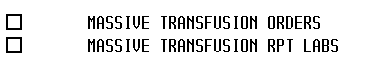 MASSIVE TRANSFUSION ORDERS
MASSIVE TRANSFUSION RPT LABS